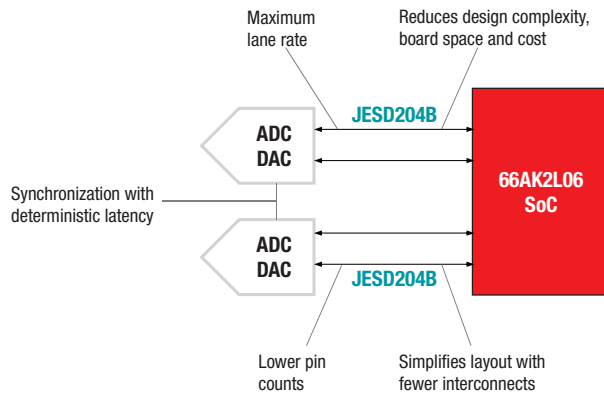 Maximum
lane rate
Reduces design complexity,
board space and cost
JESD204B
ADC
DAC
66AK2L06
SoC
Synchronization with
deterministic latency
ADC
DAC
JESD204B
Lower pin
counts
Simplifies layout with
fewer interconnects